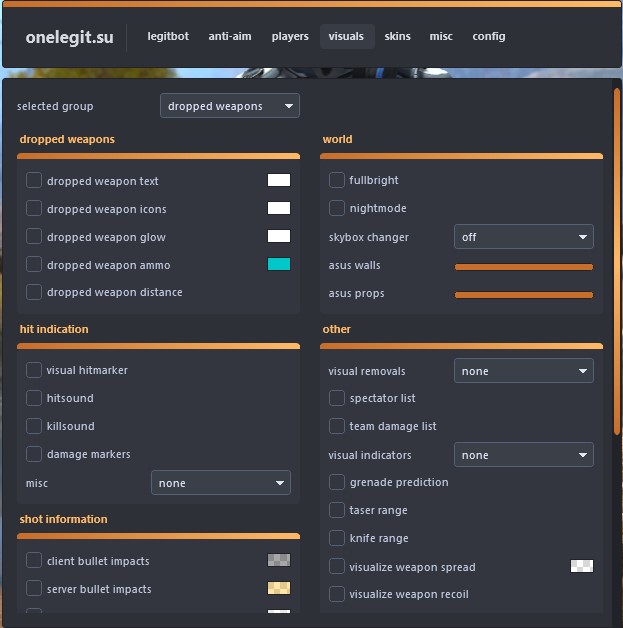 onelegit.su
legitbot
anti-aim
players
visuals
skins
misc
config
selected group
dropped weapons
dropped weapons
dropped weapon text
dropped weapon icons
dropped weapon glow
dropped weapon ammo
dropped weapon distance
hit indication
visual hitmarker
hitsound
killsound
damage markers
misc
none
shot information
client bullet impacts
server bullet impacts
world
fullbright
nightmode
skybox changer
off
asus walls
asus props
other
visual removals
none
spectator list
team damage list
visual indicators
none
grenade prediction
taser range
knife range
visualize weapon spread
visualize weapon recoil